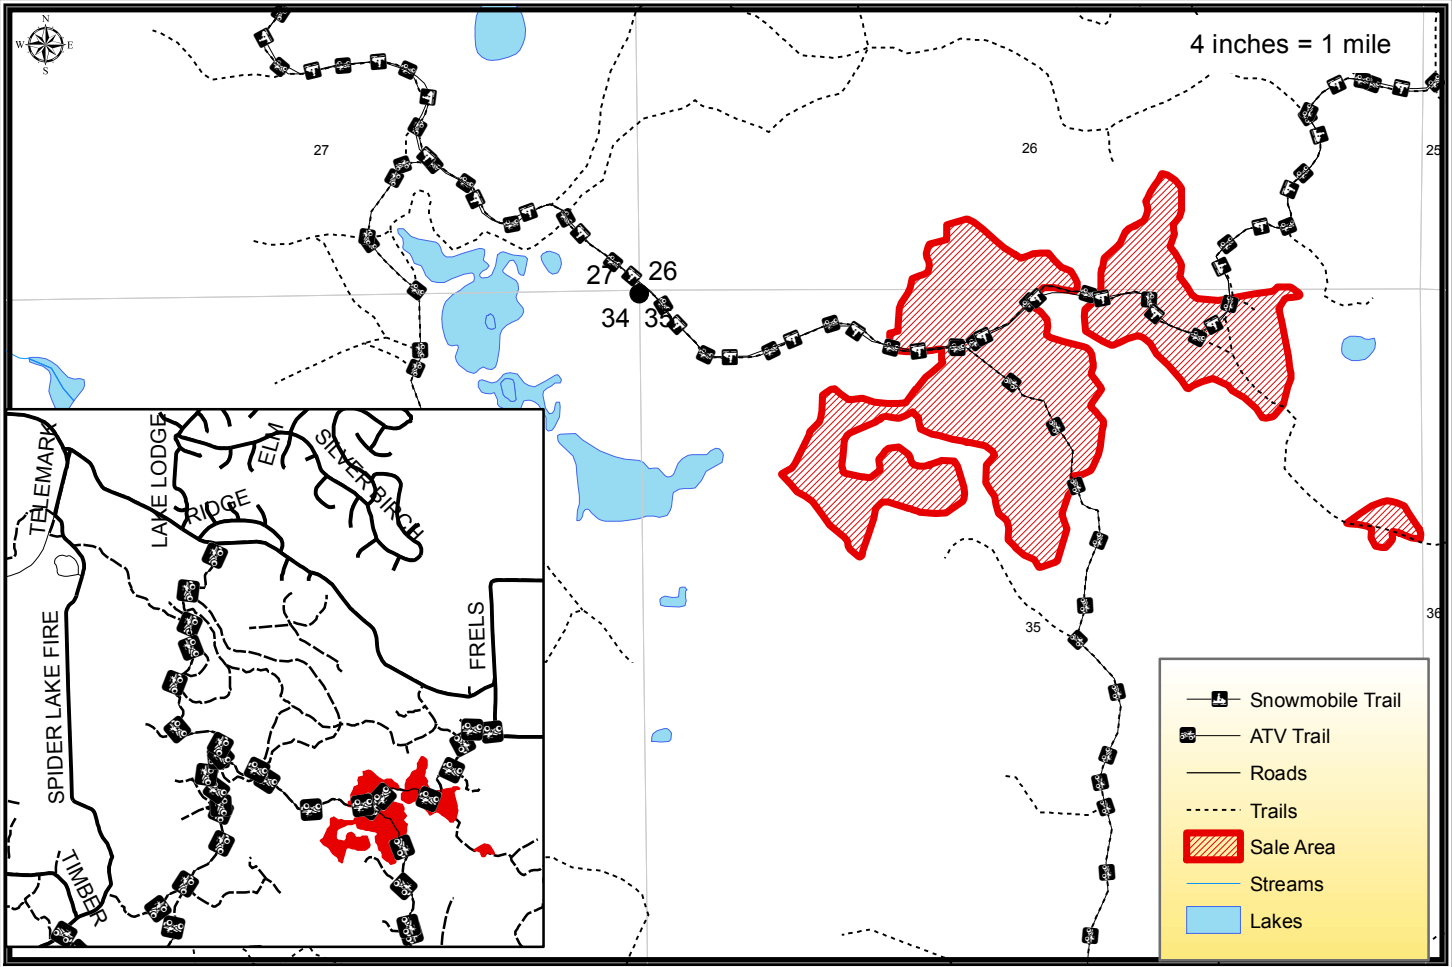 N
W E
S
4 inches = 1 mile
27
26
25
27 26
34 35
35
36
TELEMARK
LAKE LODGE
ELM
SILVER BIRCH
RIDGE
SPIDER LAKE FIRE
FRELS
TIMBER
Snowmobile Trail
ATV Trail
Roads
Trails
Sale Area
Streams
Lakes